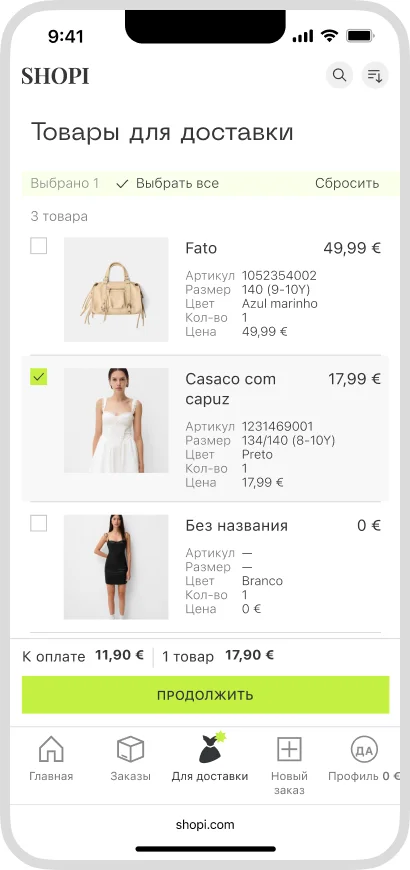 9:41
SHOPI
Товары для доставки
Выбрано 1 Выбрать все Сбросить
3 товара
Fato 49,99 €
Артикул 1052354002
Размер 140 (9-10Y)
Цвет Azul marinho
Кол-во 1
Цена 49,99 €
Casaco com 17,99 €
capuz
Артикул 1231469001
Размер 134/140 (8-10Y)
Цвет Preto
Кол-во 1
Цена 17,99 €
Без названия 0 €
Артикул —
Размер —
Цвет Branco
Кол-во 1
Цена 0 €
К оплате 11,90 € 1 товар 17,90 €
ПРОДОЛЖИТЬ
ДА
Главная Заказы Для доставки Новый Профиль 0 €
заказ
shopi.com